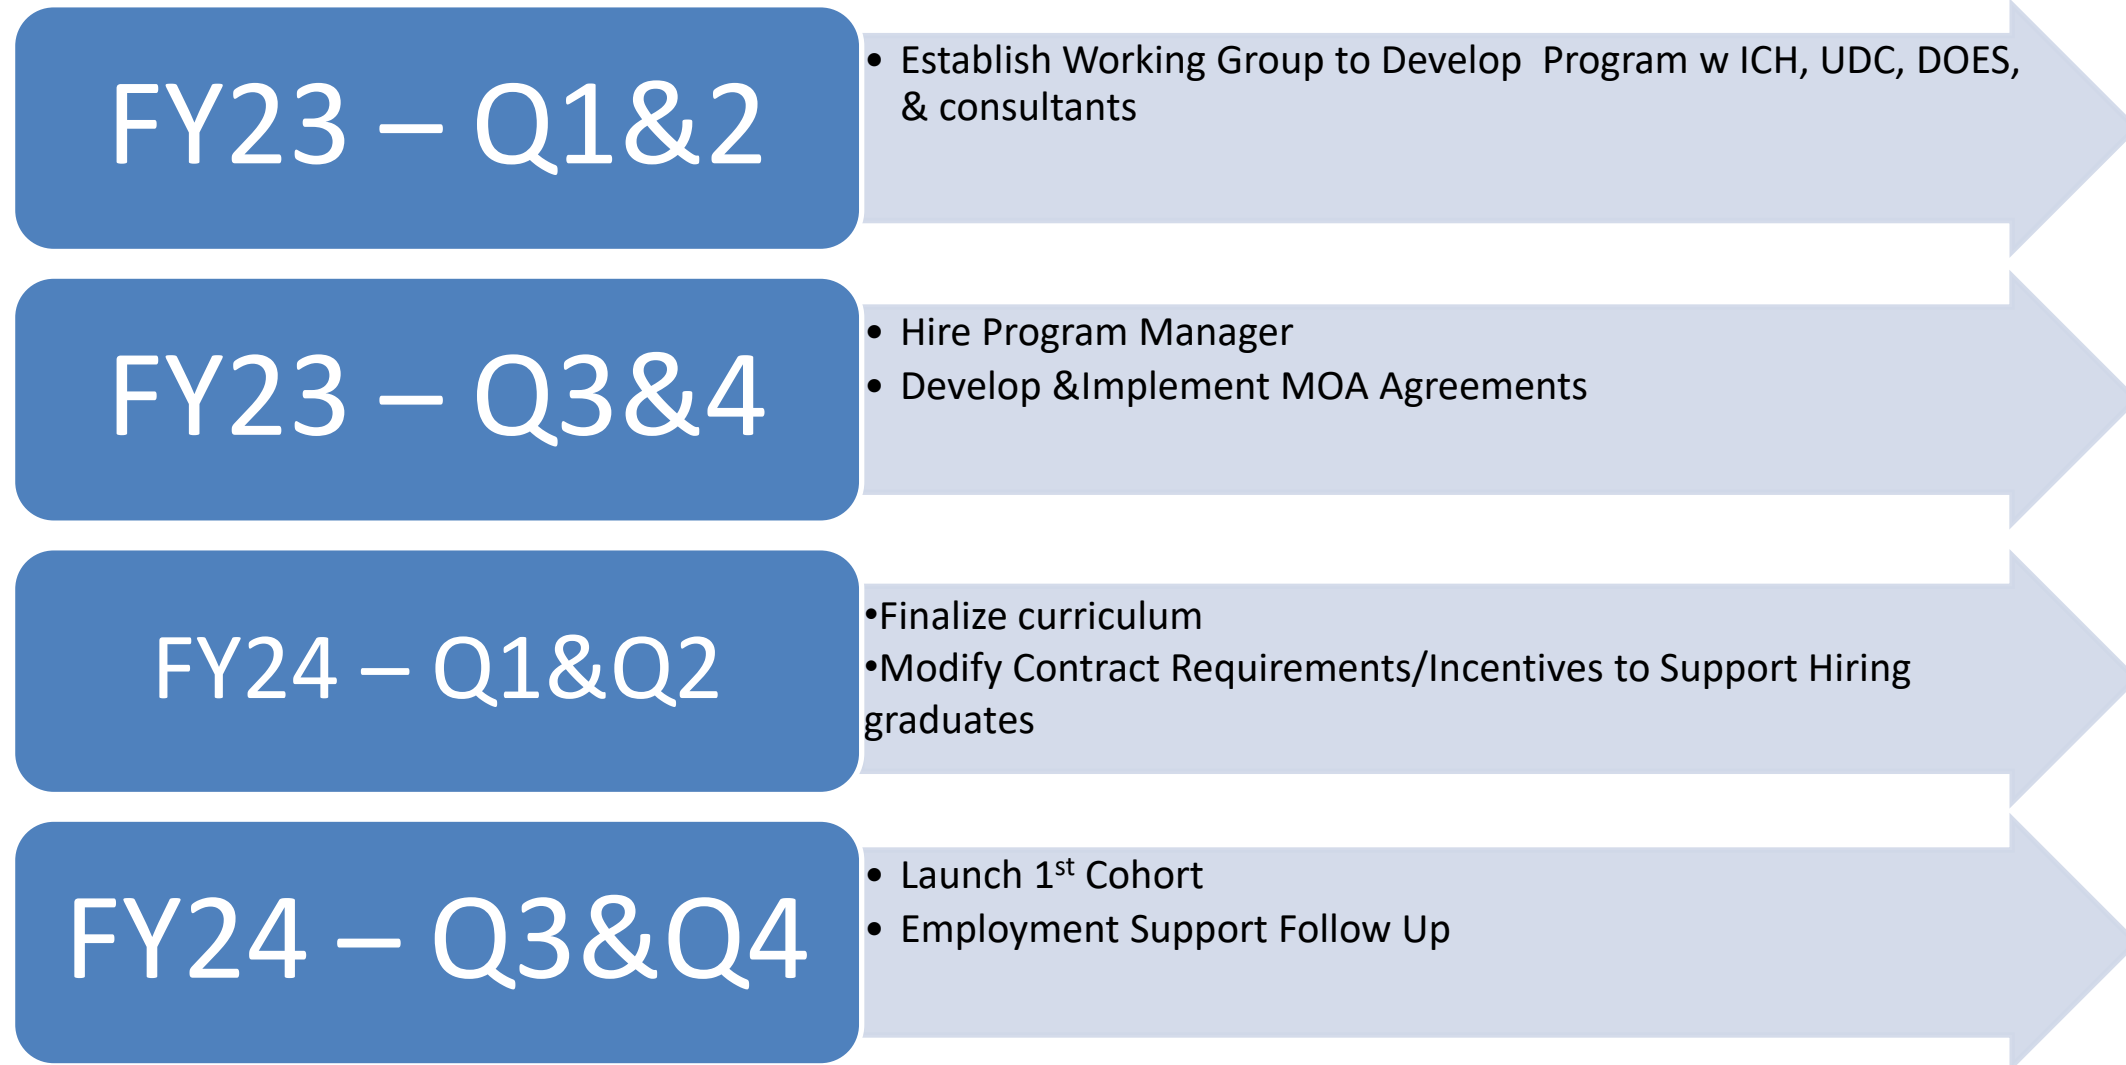 FY23 – Q1&2
• Establish Working Group to Develop  Program w ICH, UDC, DOES,
& consultants
FY23 – Q3&4
• Hire Program Manager
• Develop &Implement MOA Agreements
FY24 – Q1&Q2
•Finalize curriculum
•Modify Contract Requirements/Incentives to Support Hiring
graduates
FY24 – Q3&Q4
• Launch 1st Cohort
• Employment Support Follow Up